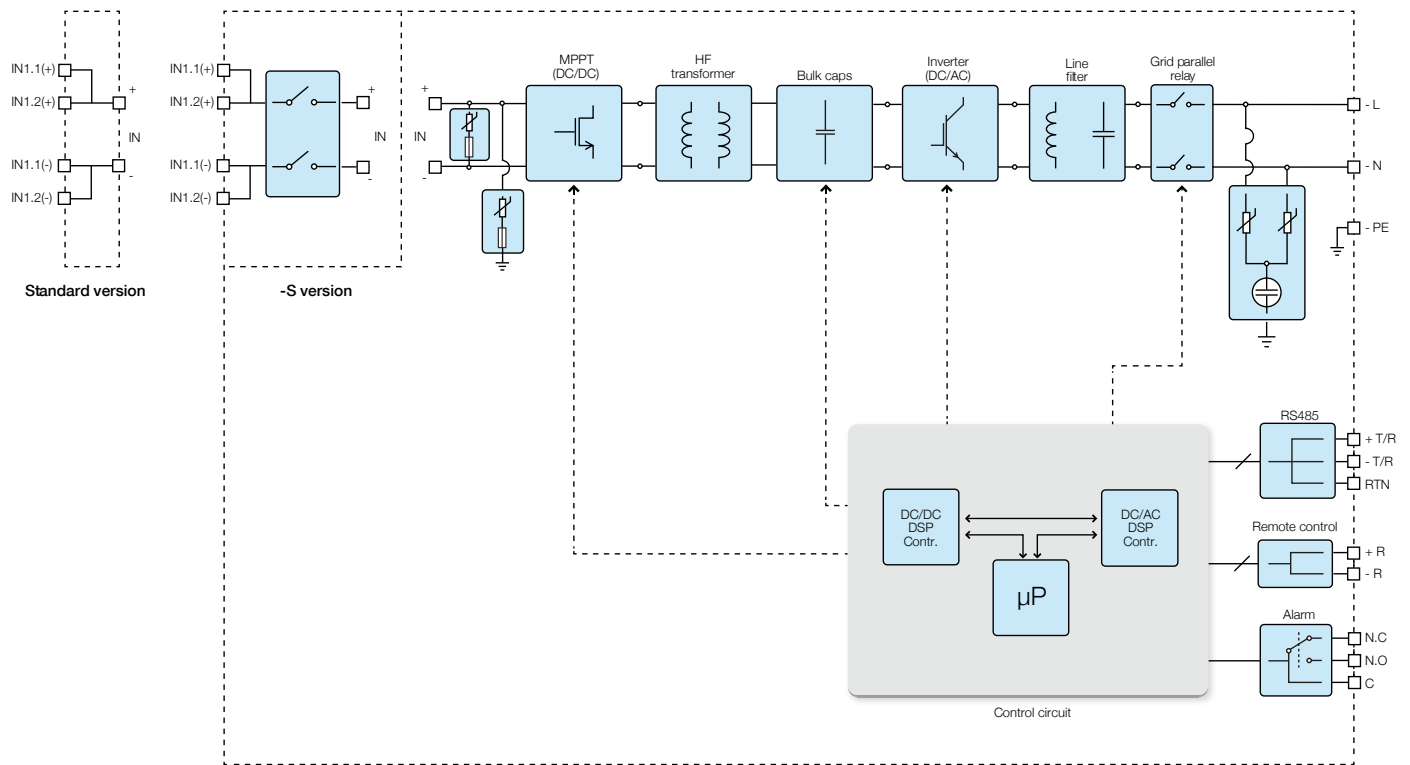 MPPT
(DC/DC)
HF
transformer
Bulk caps
Inverter
(DC/AC)
Line
filter
Grid parallel
relay
IN1.1(+)
IN1.2(+)
+
IN
IN1.1(-)
IN1.2(-)
-
Standard version
IN1.1(+)
IN1.2(+)
+
IN
IN1.1(-)
IN1.2(-)
-
-S version
+
IN
-
- L
- N
- PE
RS485
+ T/R
- T/R
RTN
Remote control
+ R
- R
Alarm
N.C
N.O
C
DC/DC
DSP
Contr.
DC/AC
DSP
Contr.
µP
Control circuit